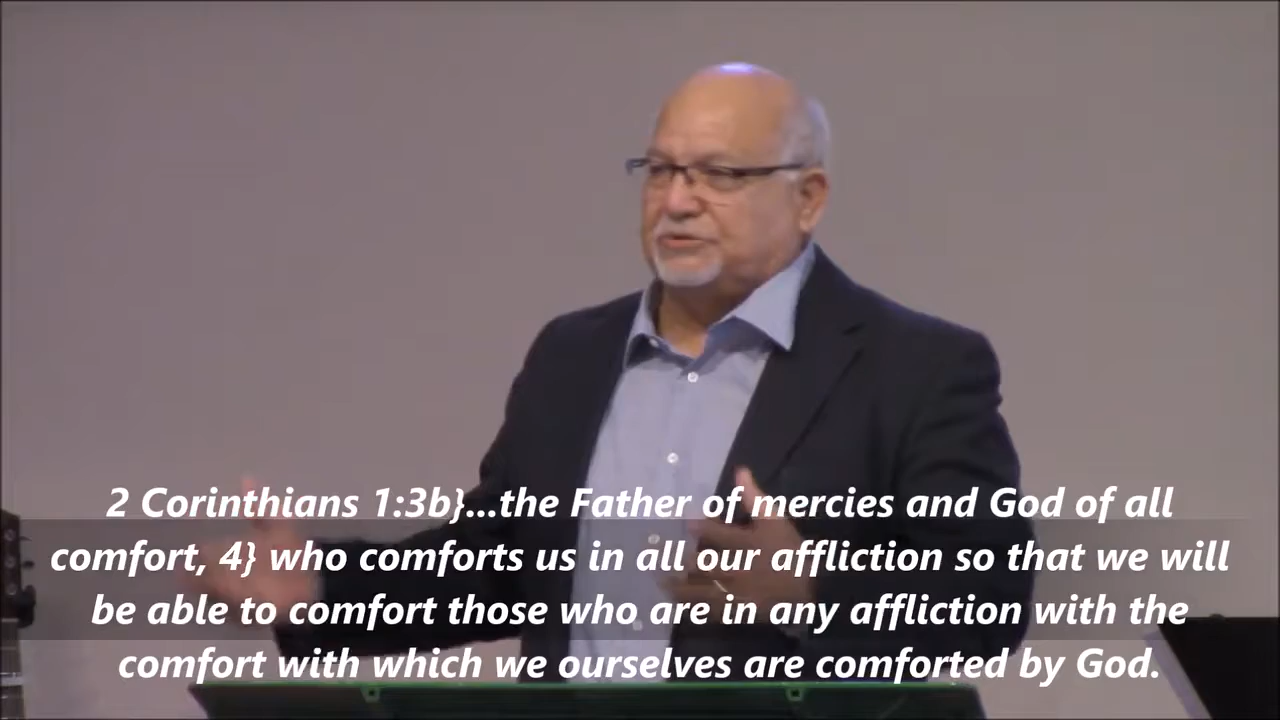 2 Corinthians 1:3b}...the Father of mercies and God of all
comfort, 4} who comforts us in all our affliction so that we will
be able to comfort those who are in any affliction with the
comfort with which we ourselves are comforted by God.